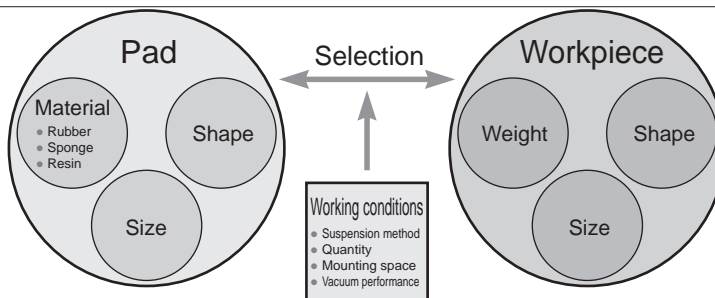 Pad
Selection
Workpiece
Material
● Rubber
● Sponge
● Resin
Shape
Size
Weight
Shape
Size
Working conditions
● Suspension method
● Quantity
● Mounting space
● Vacuum performance